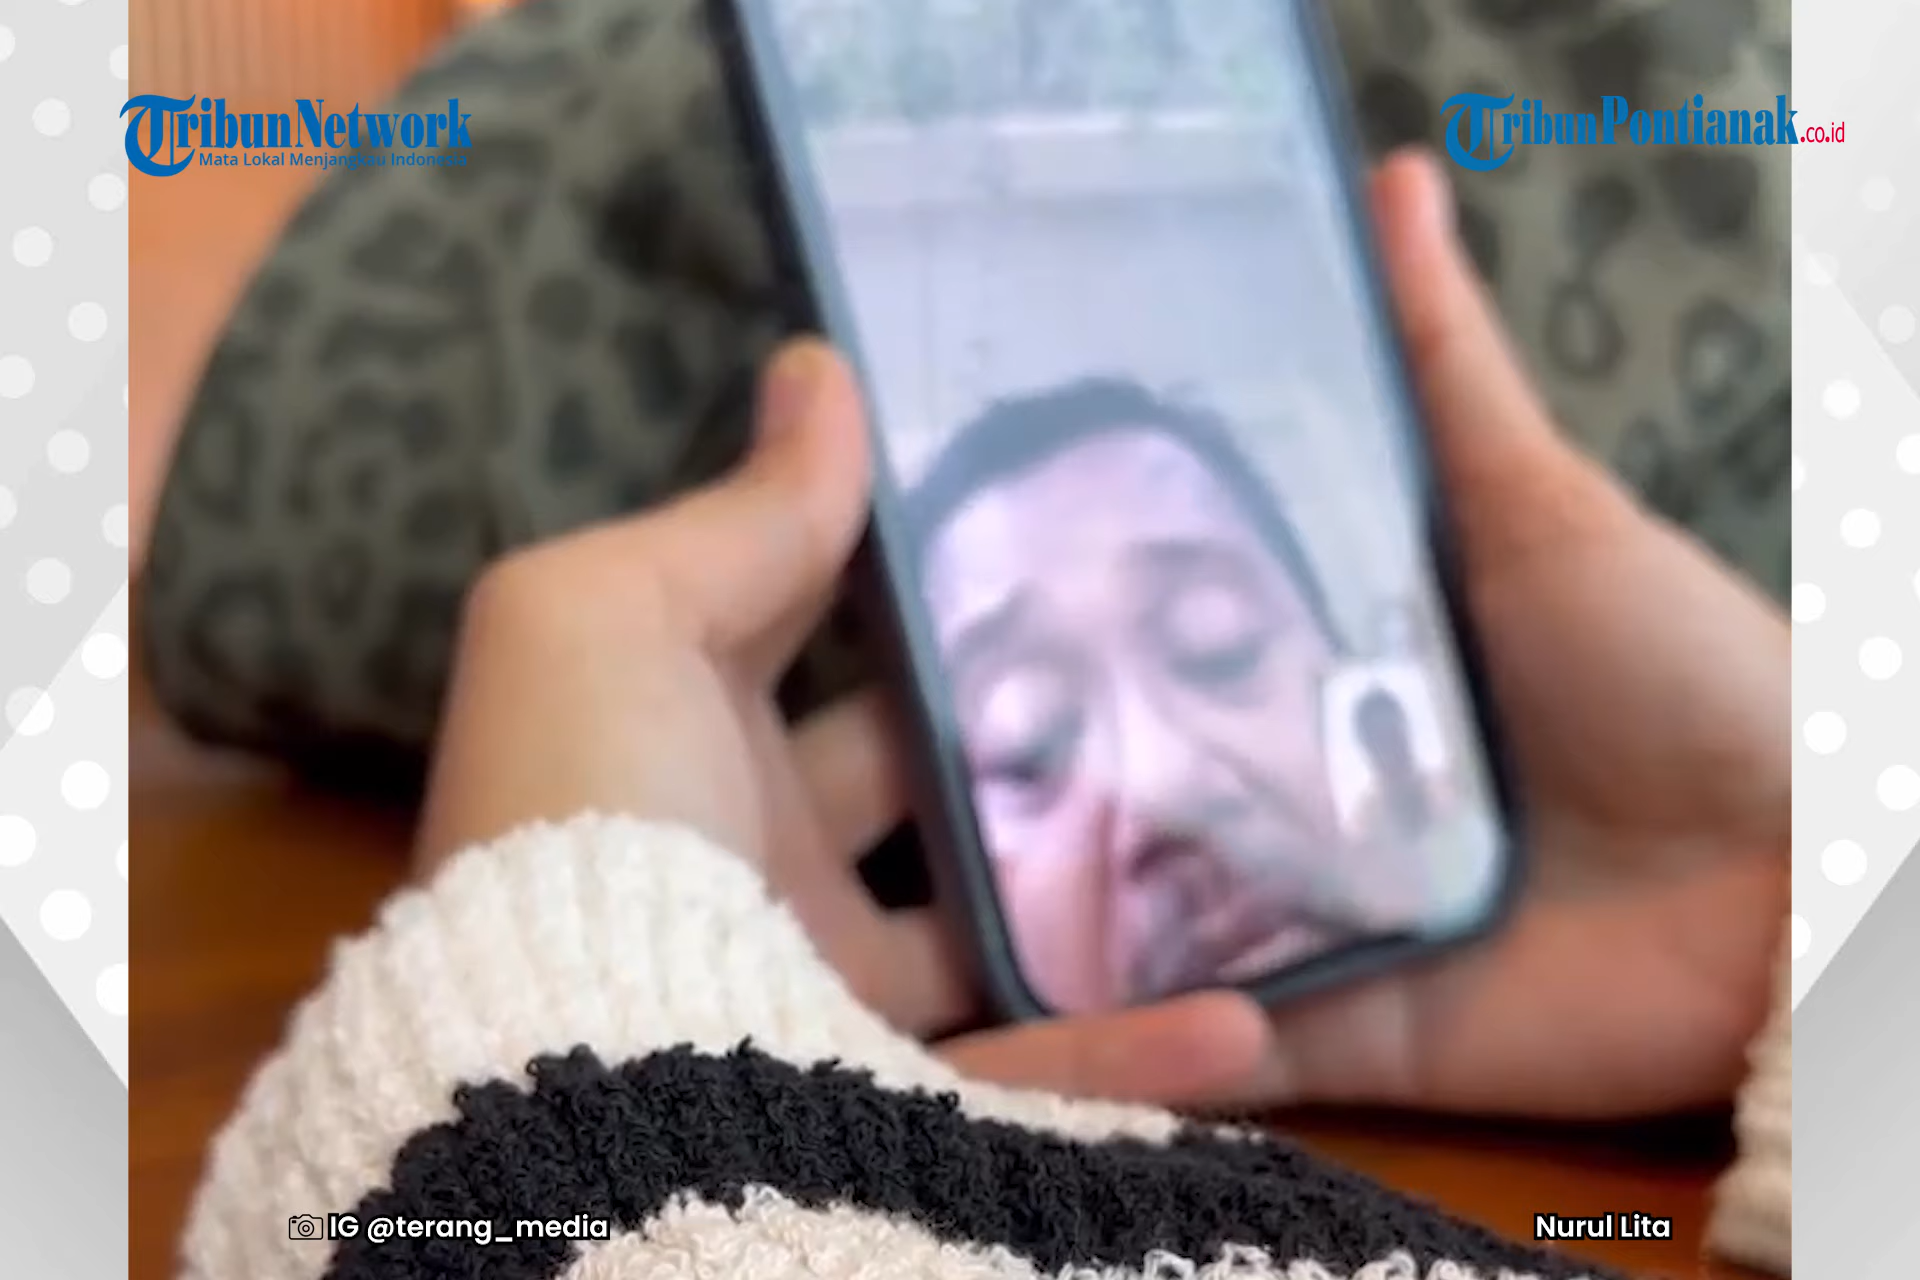 TribunNetwork
Mata Lokal Menjangkau Indonesia
TribunPontianak.co.id
IG @terang_media
Nurul Lita